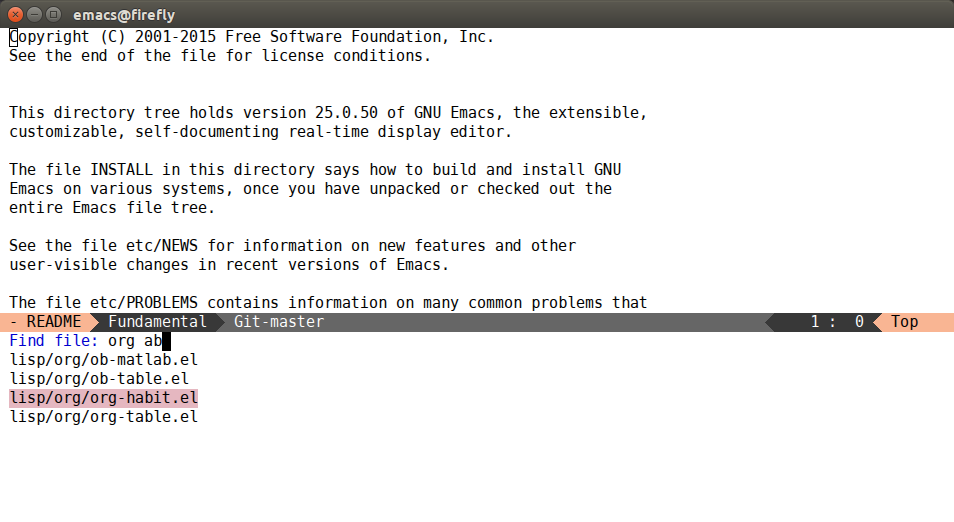 emacs@firefly
Copyright (C) 2001-2015 Free Software Foundation, Inc.
See the end of the file for license conditions.
This directory tree holds version 25.0.50 of GNU Emacs, the extensible,
customizable, self-documenting real-time display editor.
The file INSTALL in this directory says how to build and install GNU
Emacs on various systems, once you have unpacked or checked out the
entire Emacs file tree.
See the file etc/NEWS for information on new features and other
user-visible changes in recent versions of Emacs.
The file etc/PROBLEMS contains information on many common problems that
- README Fundamental Git-master 1 : 0 Top
Find file: org ab
lisp/org/ob-matlab.el
lisp/org/ob-table.el
lisp/org/org-habit.el
lisp/org/org-table.el